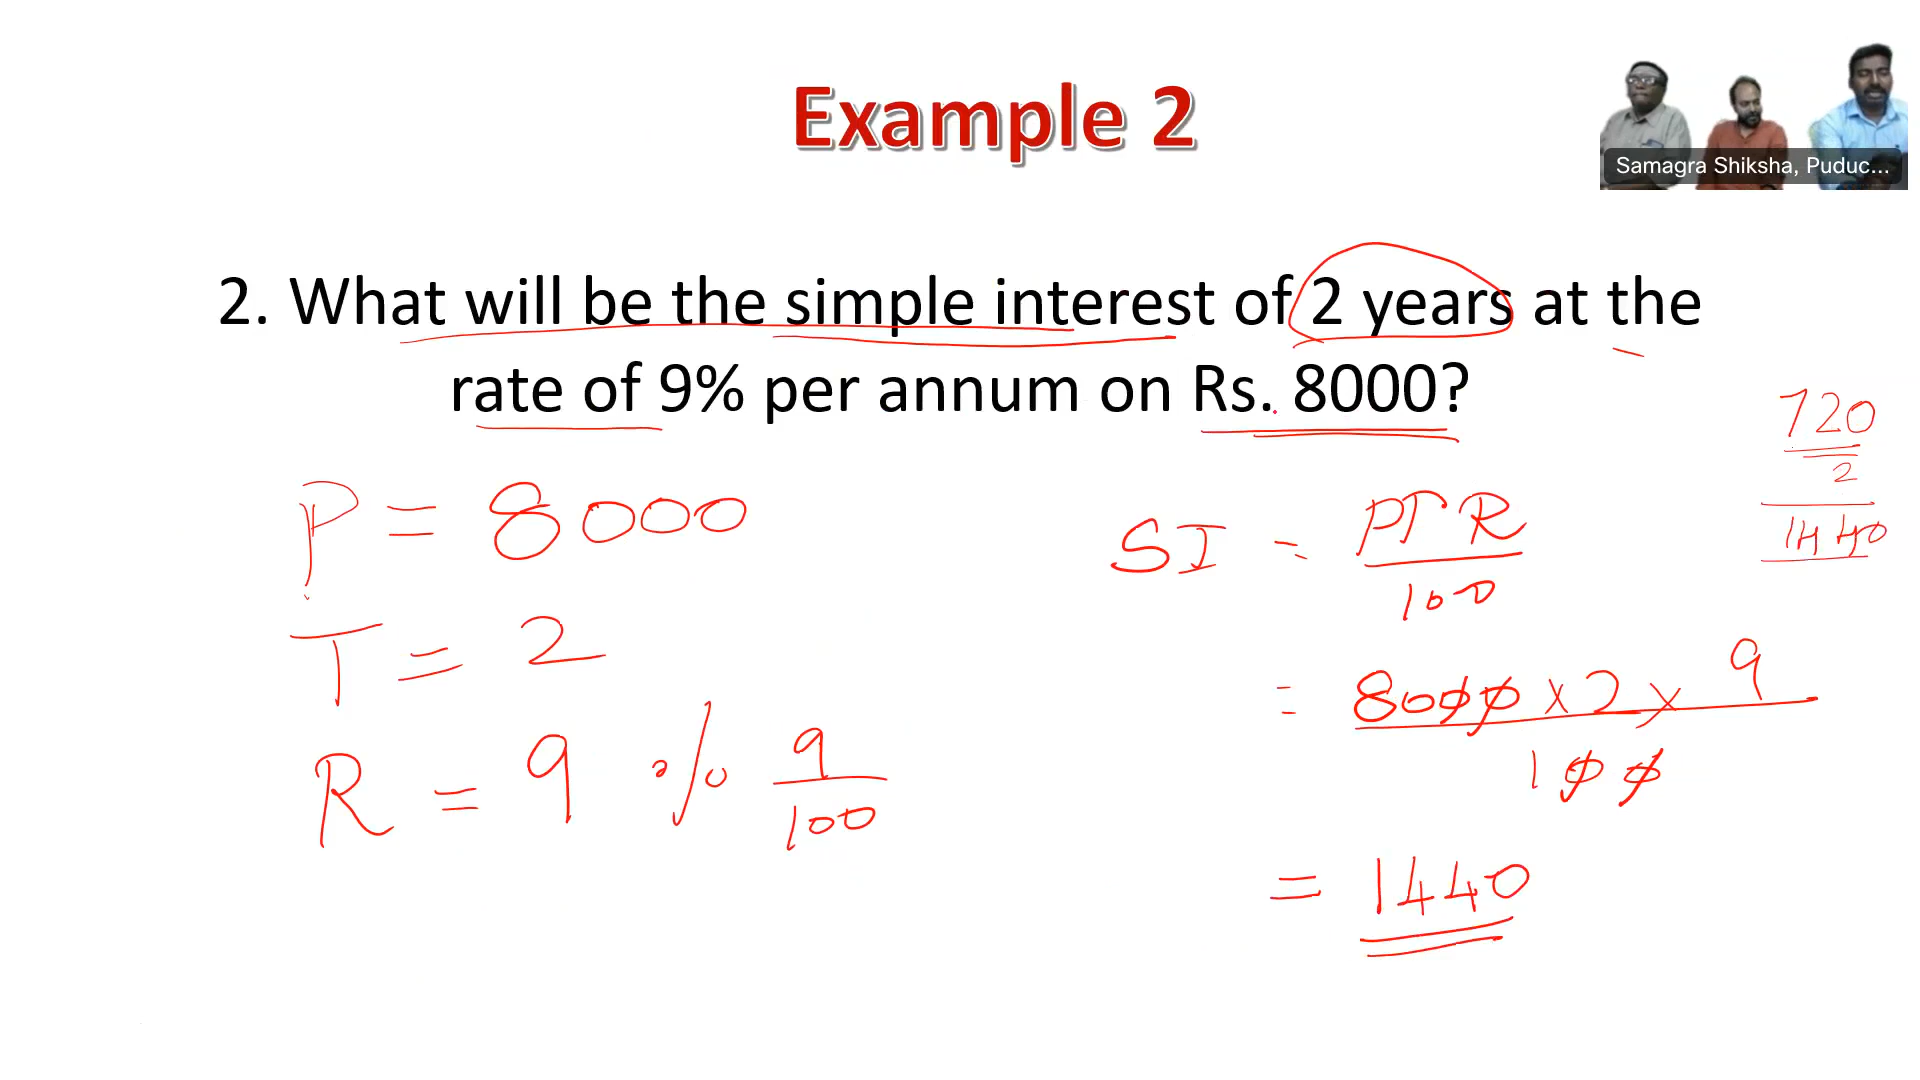 Example 2
Samagra Shiksha, Puduc...
2. What will be the simple interest of 2 years at the
rate of 9% per annum on Rs. 8000?
720
2
1440
P = 8000
T = 2
R = 9 % 9/100
SI = PTR/100
= 8000 × 2 × 9/100
= 1440